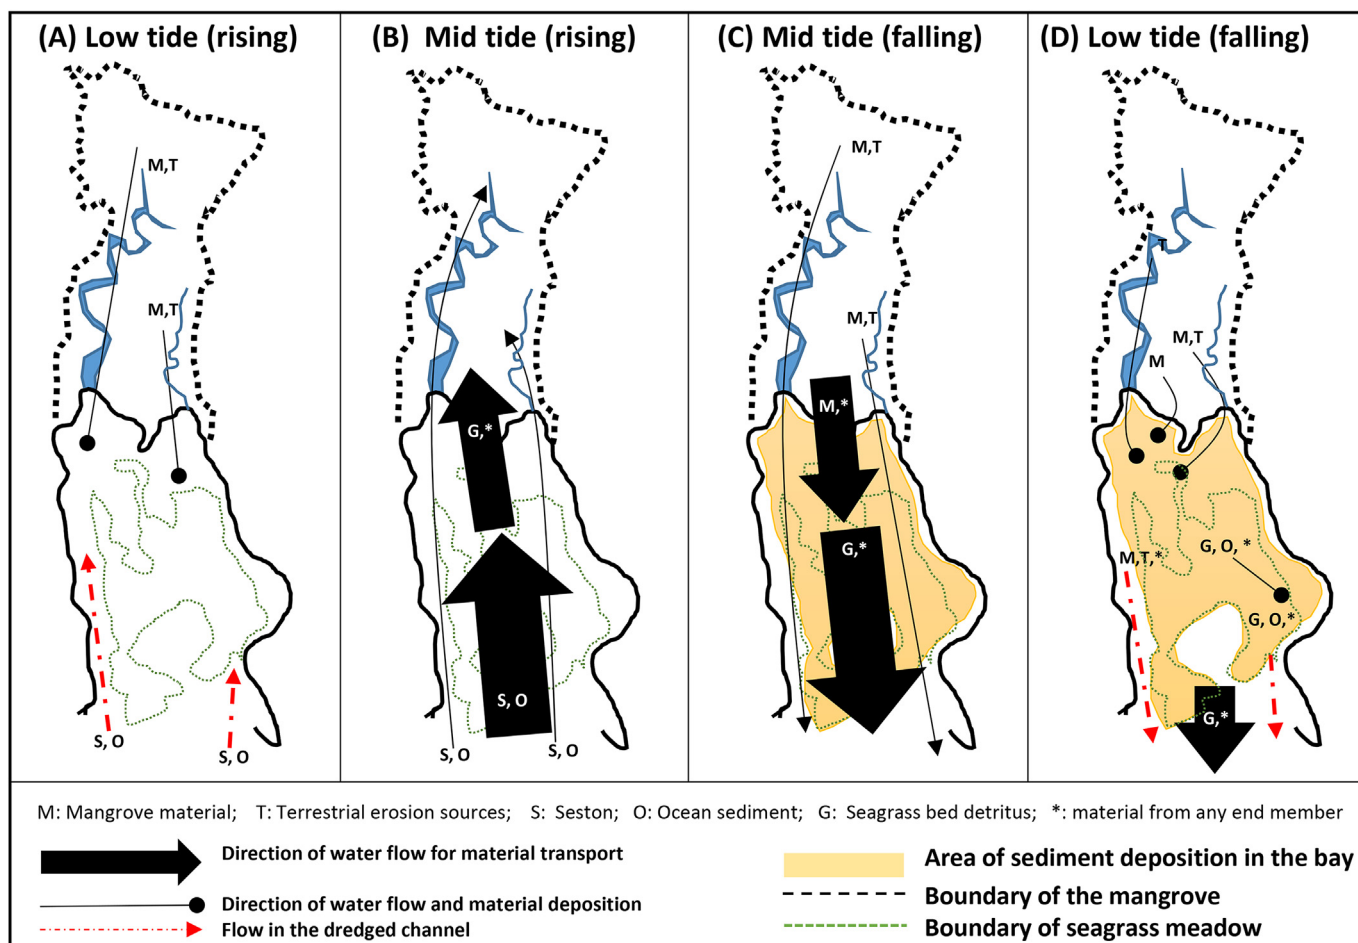 (A) Low tide (rising)
(B) Mid tide (rising)
(C) Mid tide (falling)
(D) Low tide (falling)
M,T
M,T
S, O
S, O
G,*
S, O
S, O
S, O
M,T
M,T
M,*
G,*
T
M,T
M
M,T,*
G, O, *
G, O,*
G,*
M: Mangrove material; T: Terrestrial erosion sources; S: Seston; O: Ocean sediment; G: Seagrass bed detritus; *: material from any end member
Direction of water flow for material transport
Direction of water flow and material deposition
Flow in the dredged channel
Area of sediment deposition in the bay
Boundary of the mangrove
Boundary of seagrass meadow